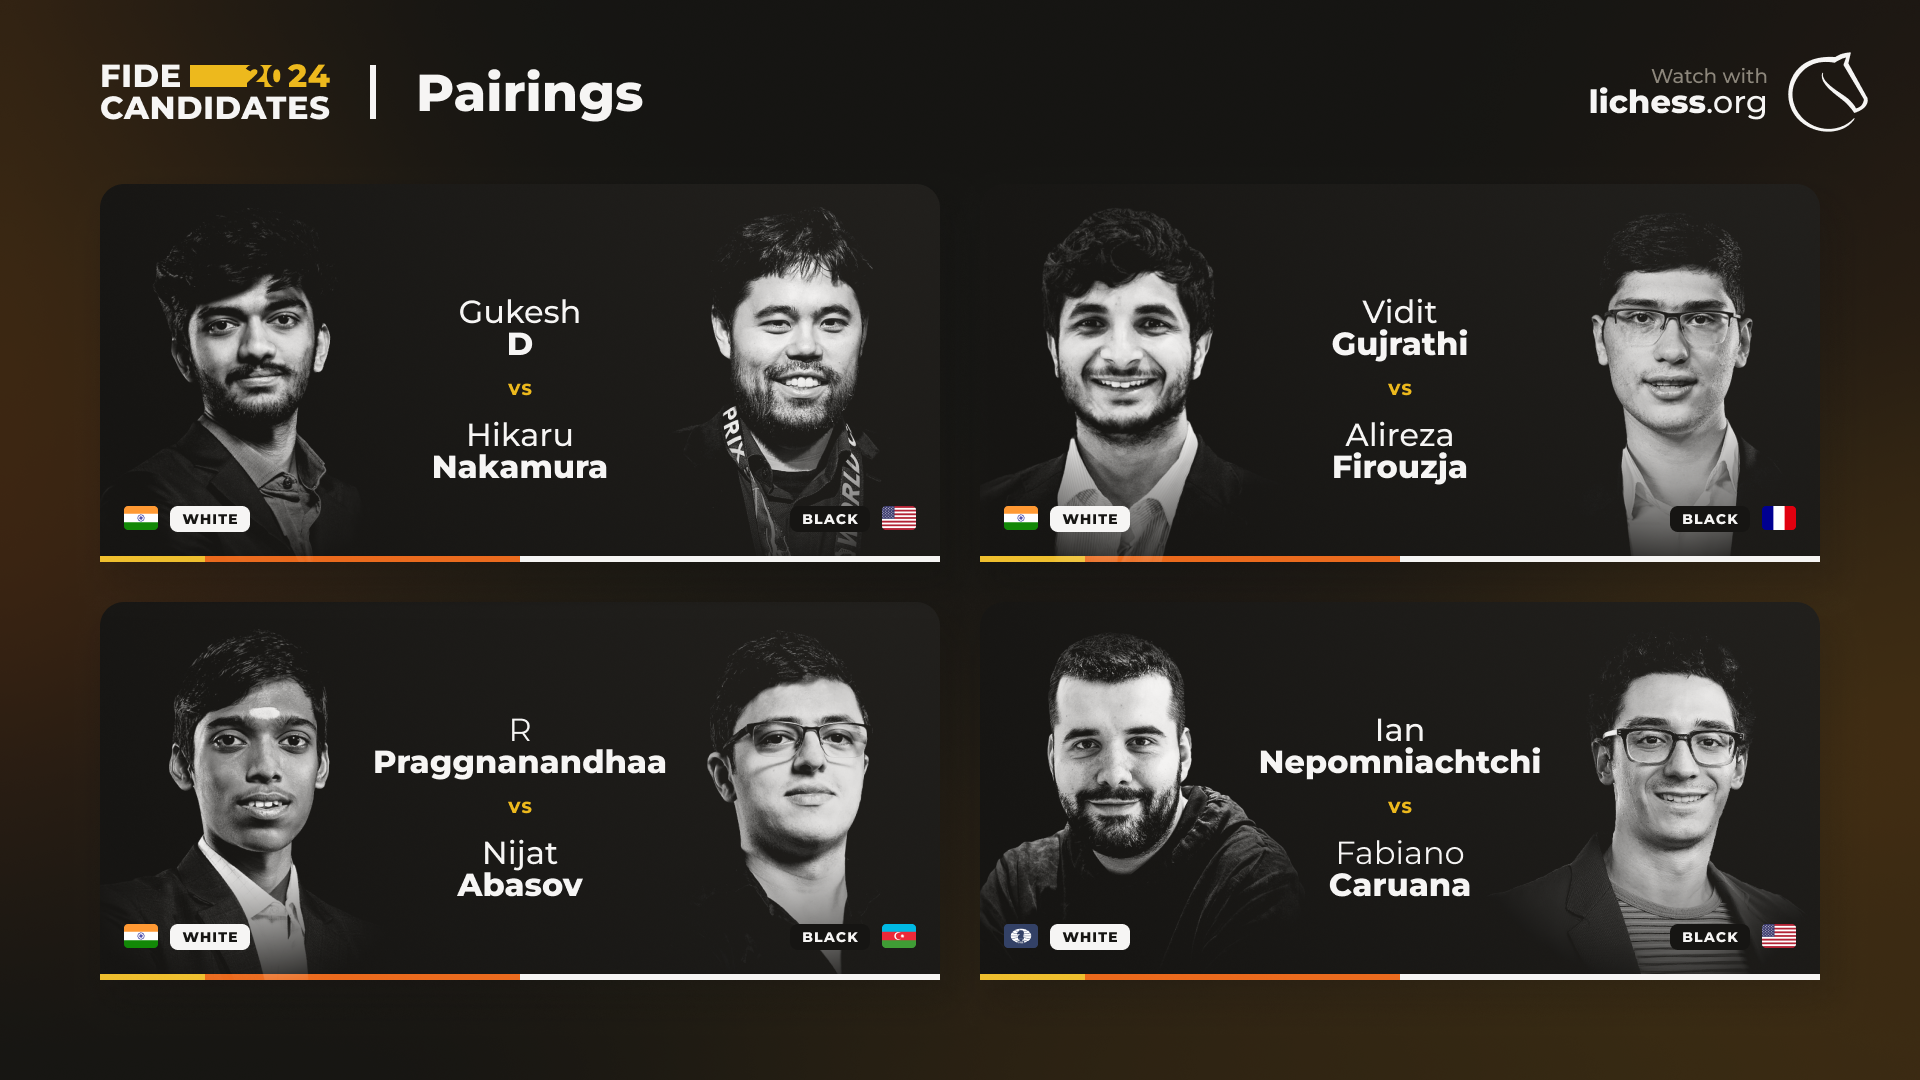 FIDE 2024
CANDIDATES
Pairings
Watch with
lichess.org
Gukesh
D
vs
Hikaru
Nakamura
PRIX
WORLD
WHITE
BLACK
Vidit
Gujrathi
vs
Alireza
Firouzja
WHITE
BLACK
R
Praggnanandhaa
vs
Nijat
Abasov
WHITE
BLACK
Ian
Nepomniachtchi
vs
Fabiano
Caruana
WHITE
BLACK